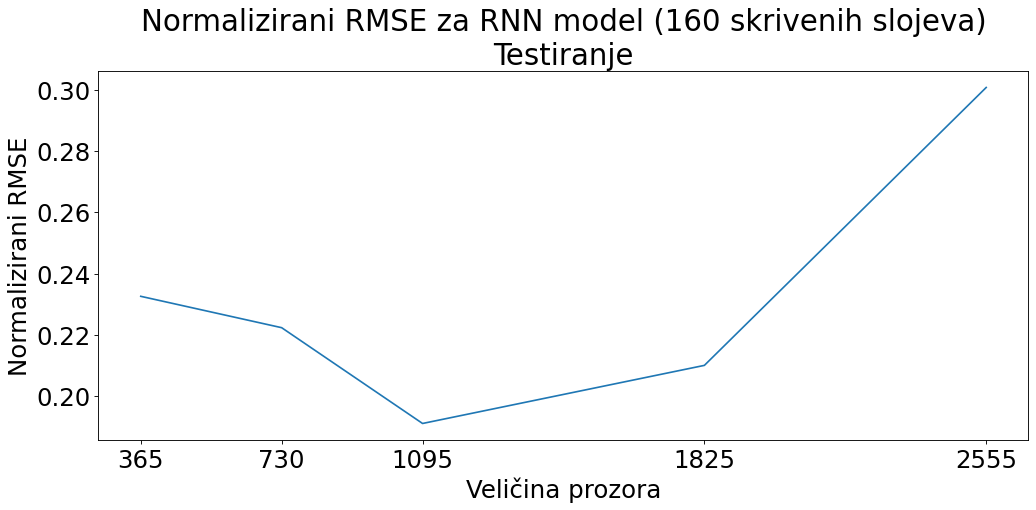 Normalizirani RMSE za RNN model (160 skrivenih slojeva)
Testiranje
Normalizirani RMSE
0.30
0.28
0.26
0.24
0.22
0.20
365 730 1095 1825 2555
Veličina prozora